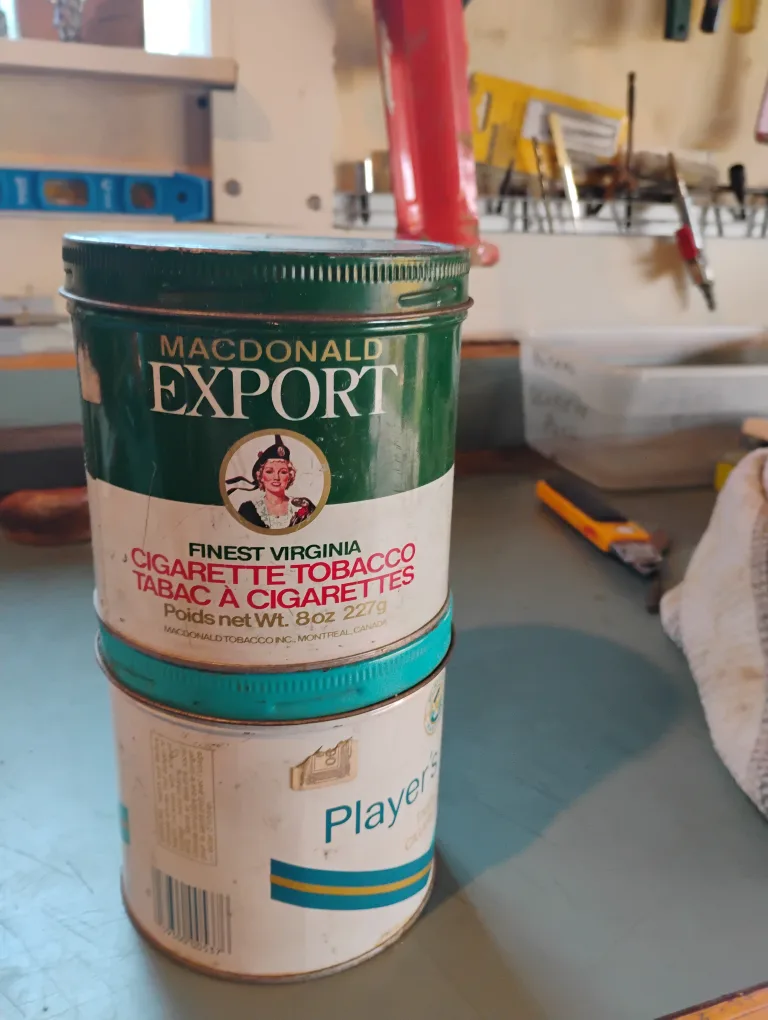 MACDONALD
EXPORT
FINEST VIRGINIA
CIGARETTE TOBACCO
TABAC À CIGARETTES
Poids net Wt. 8oz 227g
MACDONALD TOBACCO INC., MONTREAL, CANADA
Player's